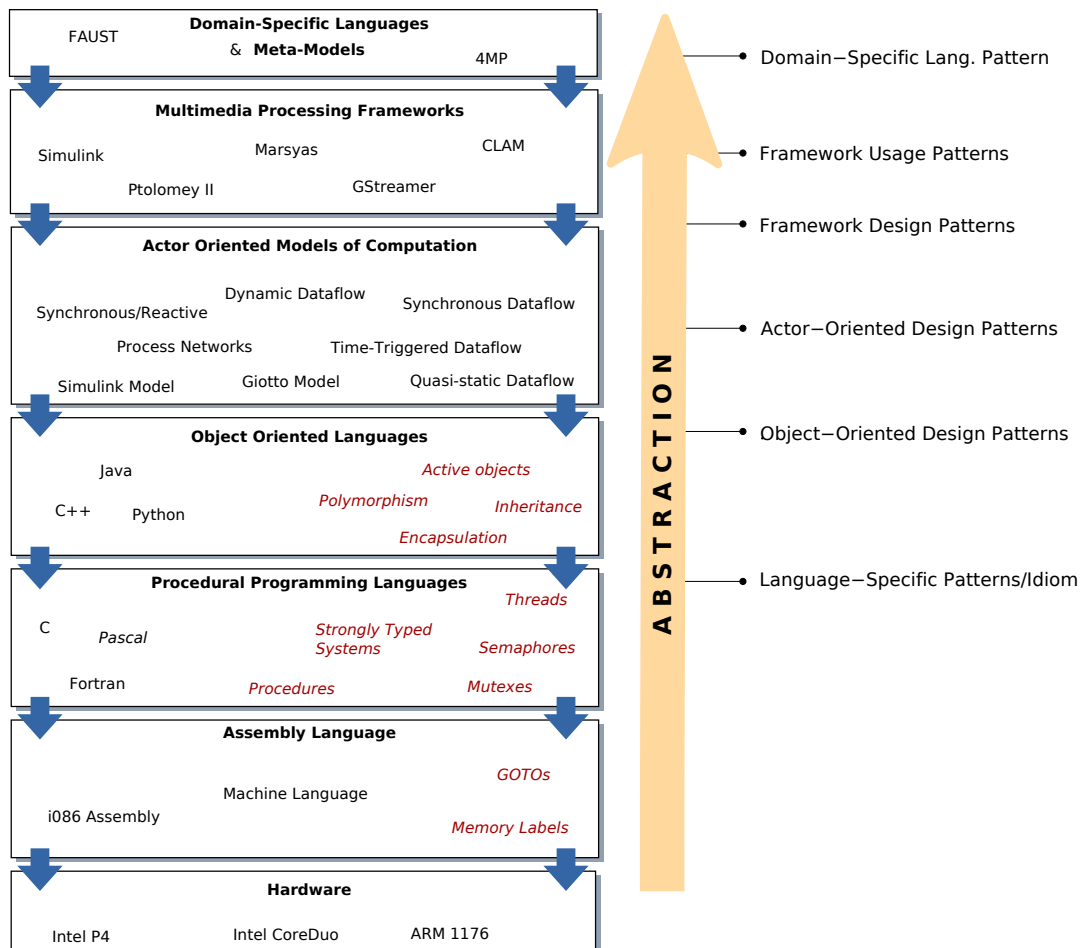 Domain-Specific Languages
& Meta-Models
FAUST
4MP
Multimedia Processing Frameworks
Simulink
Marsyas
CLAM
Ptolomey II
GStreamer
Actor Oriented Models of Computation
Synchronous/Reactive
Dynamic Dataflow
Synchronous Dataflow
Process Networks
Time-Triggered Dataflow
Simulink Model
Giotto Model
Quasi-static Dataflow
Object Oriented Languages
Java
C++
Python
Active objects
Polymorphism
Inheritance
Encapsulation
Procedural Programming Languages
C
Pascal
Fortran
Threads
Strongly Typed
Systems
Semaphores
Procedures
Mutexes
Assembly Language
i086 Assembly
Machine Language
GOTOs
Memory Labels
Hardware
Intel P4
Intel CoreDuo
ARM 1176
ABSTRACTION
Domain−Specific Lang. Pattern
Framework Usage Patterns
Framework Design Patterns
Actor−Oriented Design Patterns
Object−Oriented Design Patterns
Language−Specific Patterns/Idiom